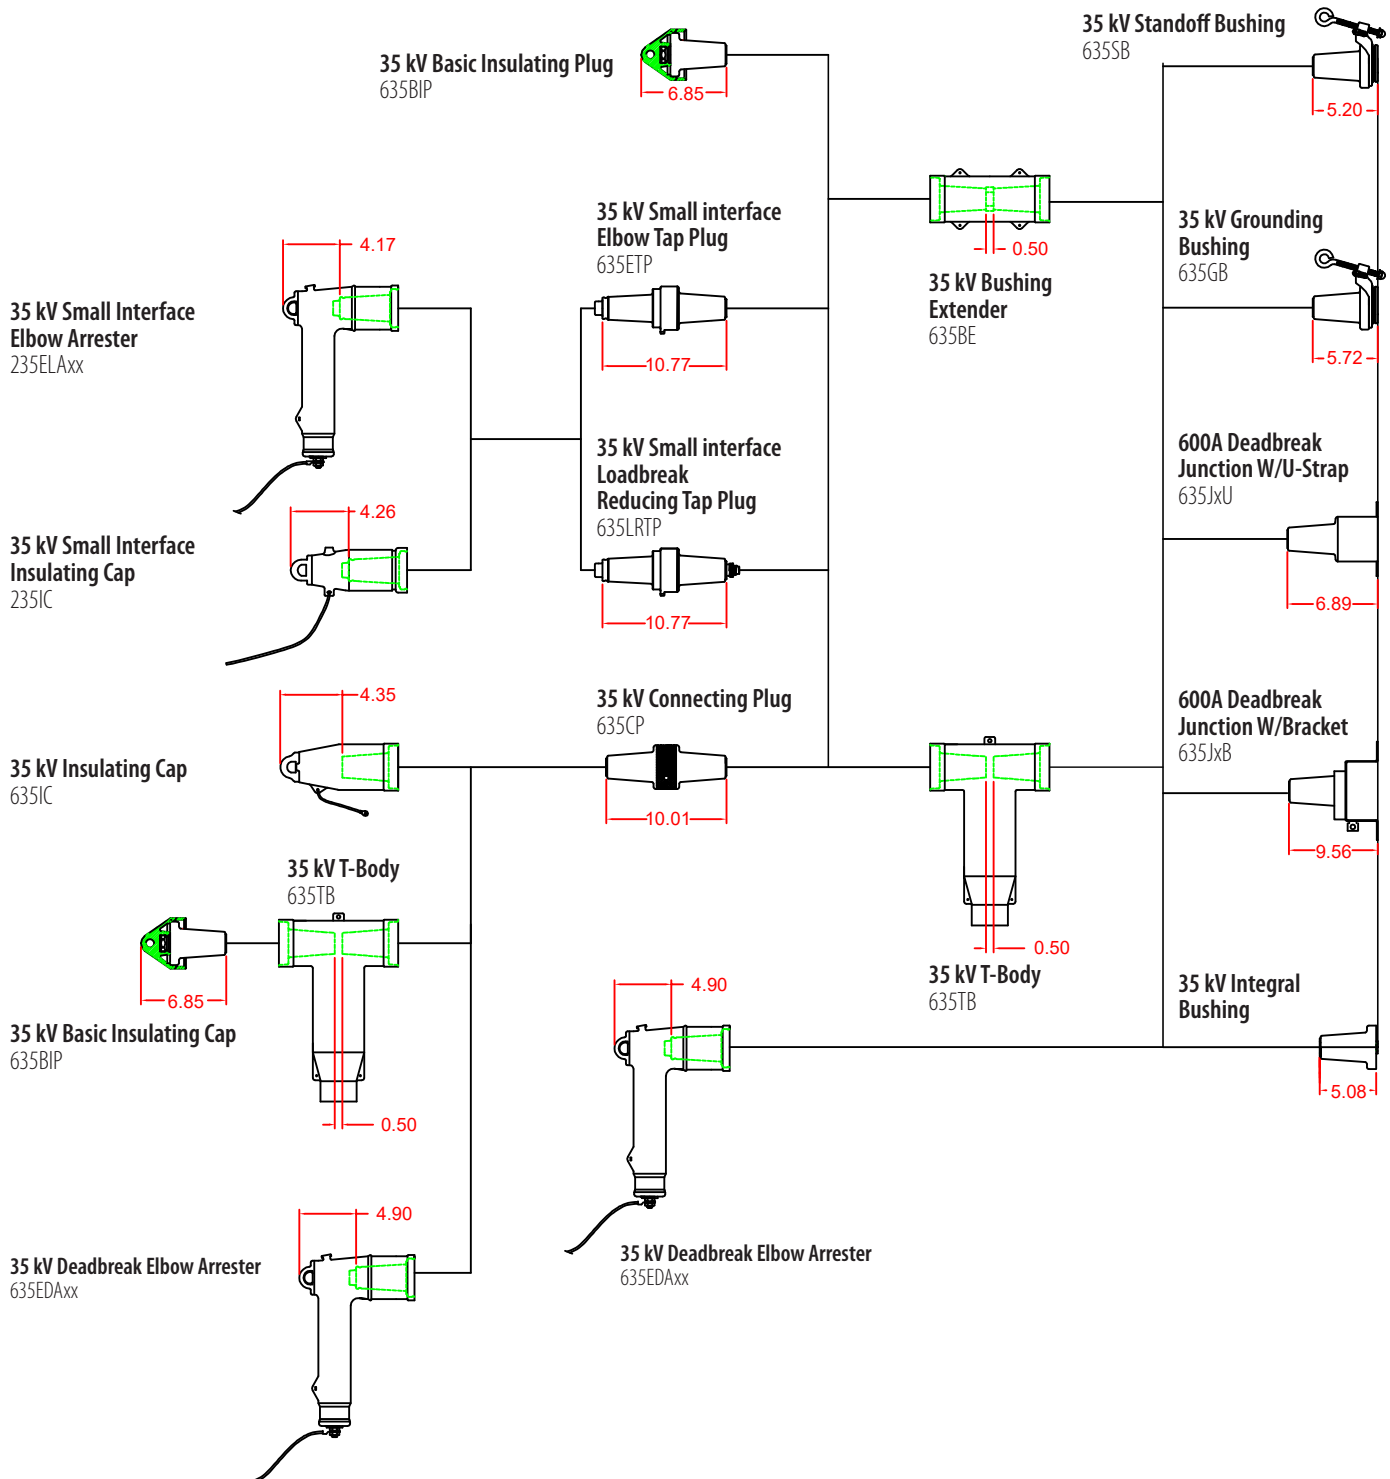 35 kV Standoff Bushing
635SB
5.20
35 kV Basic Insulating Plug
635BIP
6.85
35 kV Small interface
Elbow Tap Plug
635ETP
10.77
0.50
35 kV Bushing
Extender
635BE
35 kV Grounding
Bushing
635GB
5.72
4.17
35 kV Small Interface
Elbow Arrester
235ELAxx
35 kV Small interface
Loadbreak
Reducing Tap Plug
635LRTP
10.77
600A Deadbreak
Junction W/U-Strap
635JxU
6.89
4.26
35 kV Small Interface
Insulating Cap
235IC
4.35
35 kV Insulating Cap
635IC
35 kV Connecting Plug
635CP
10.01
600A Deadbreak
Junction W/Bracket
635JxB
9.56
35 kV T-Body
635TB
0.50
6.85
35 kV Basic Insulating Cap
635BIP
0.50
35 kV T-Body
635TB
4.90
35 kV Integral
Bushing
5.08
4.90
35 kV Deadbreak Elbow Arrester
635EDAxx
35 kV Deadbreak Elbow Arrester
635EDAxx